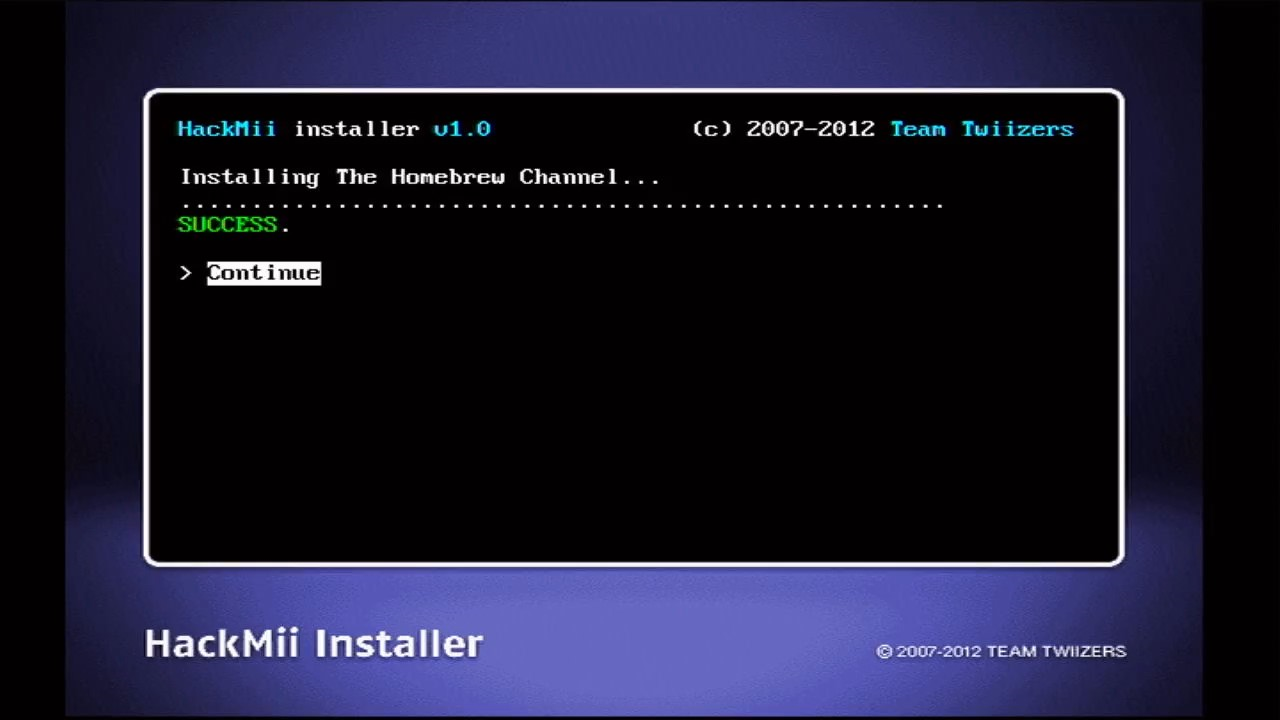 HackMii installer v1.0 (c) 2007-2012 Team Twiizers
Installing The Homebrew Channel...
......................................................
SUCCESS.
> Continue
HackMii Installer
© 2007-2012 TEAM TWIIZERS